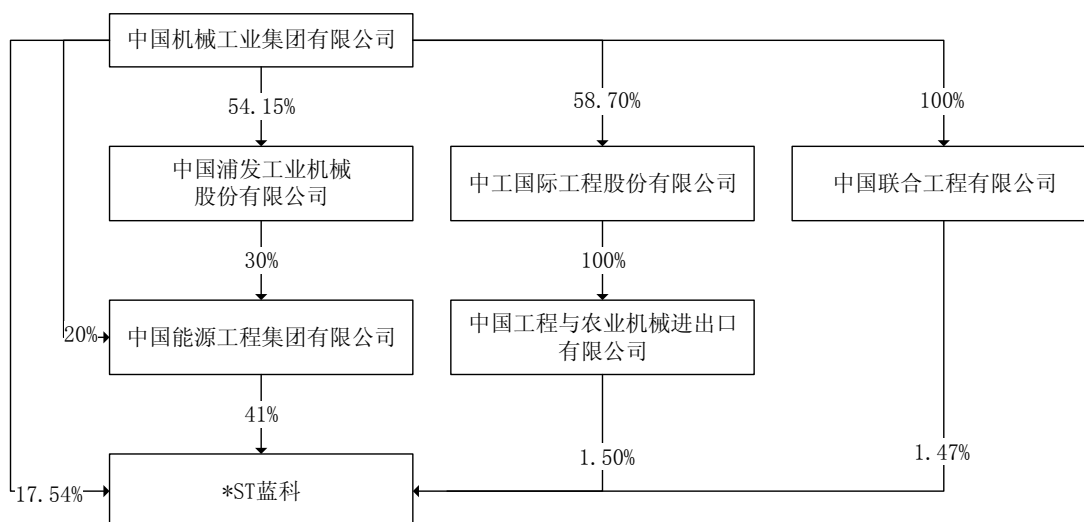 中国机械工业集团有限公司
54.15%
58.70%
100%
中国浦发工业机械
股份有限公司
中工国际工程股份有限公司
中国联合工程有限公司
30%
100%
20%
中国能源工程集团有限公司
中国工程与农业机械进出口
有限公司
41%
1.50%
1.47%
17.54%
*ST蓝科